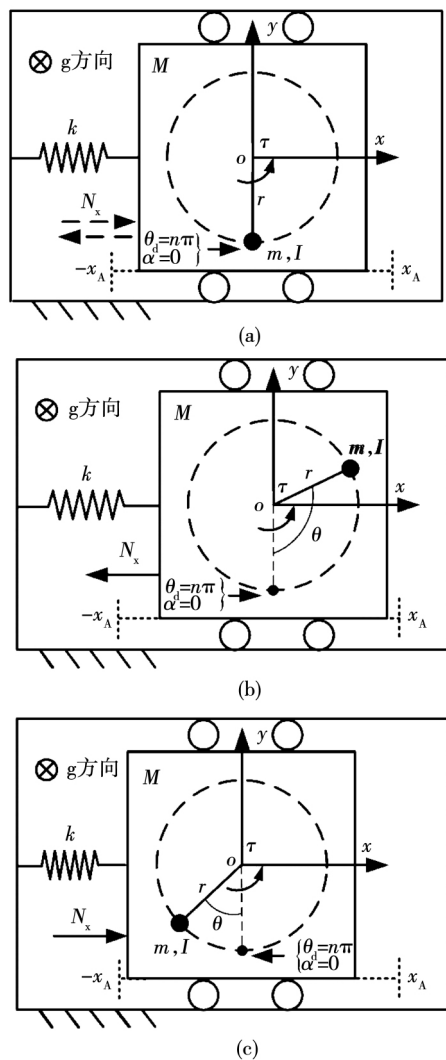 y
g方向
M
k
τ
x
o
N_x
r
θ_d=nπ
α=0
m,I
-x_A
x_A
(a)
y
g方向
M
m,I
k
r
τ
x
o
θ
N_x
θ_d=nπ
α=0
-x_A
x_A
(b)
y
g方向
M
k
τ
x
o
r
N_x
θ
m,I
θ_d=nπ
α=0
-x_A
x_A
(c)